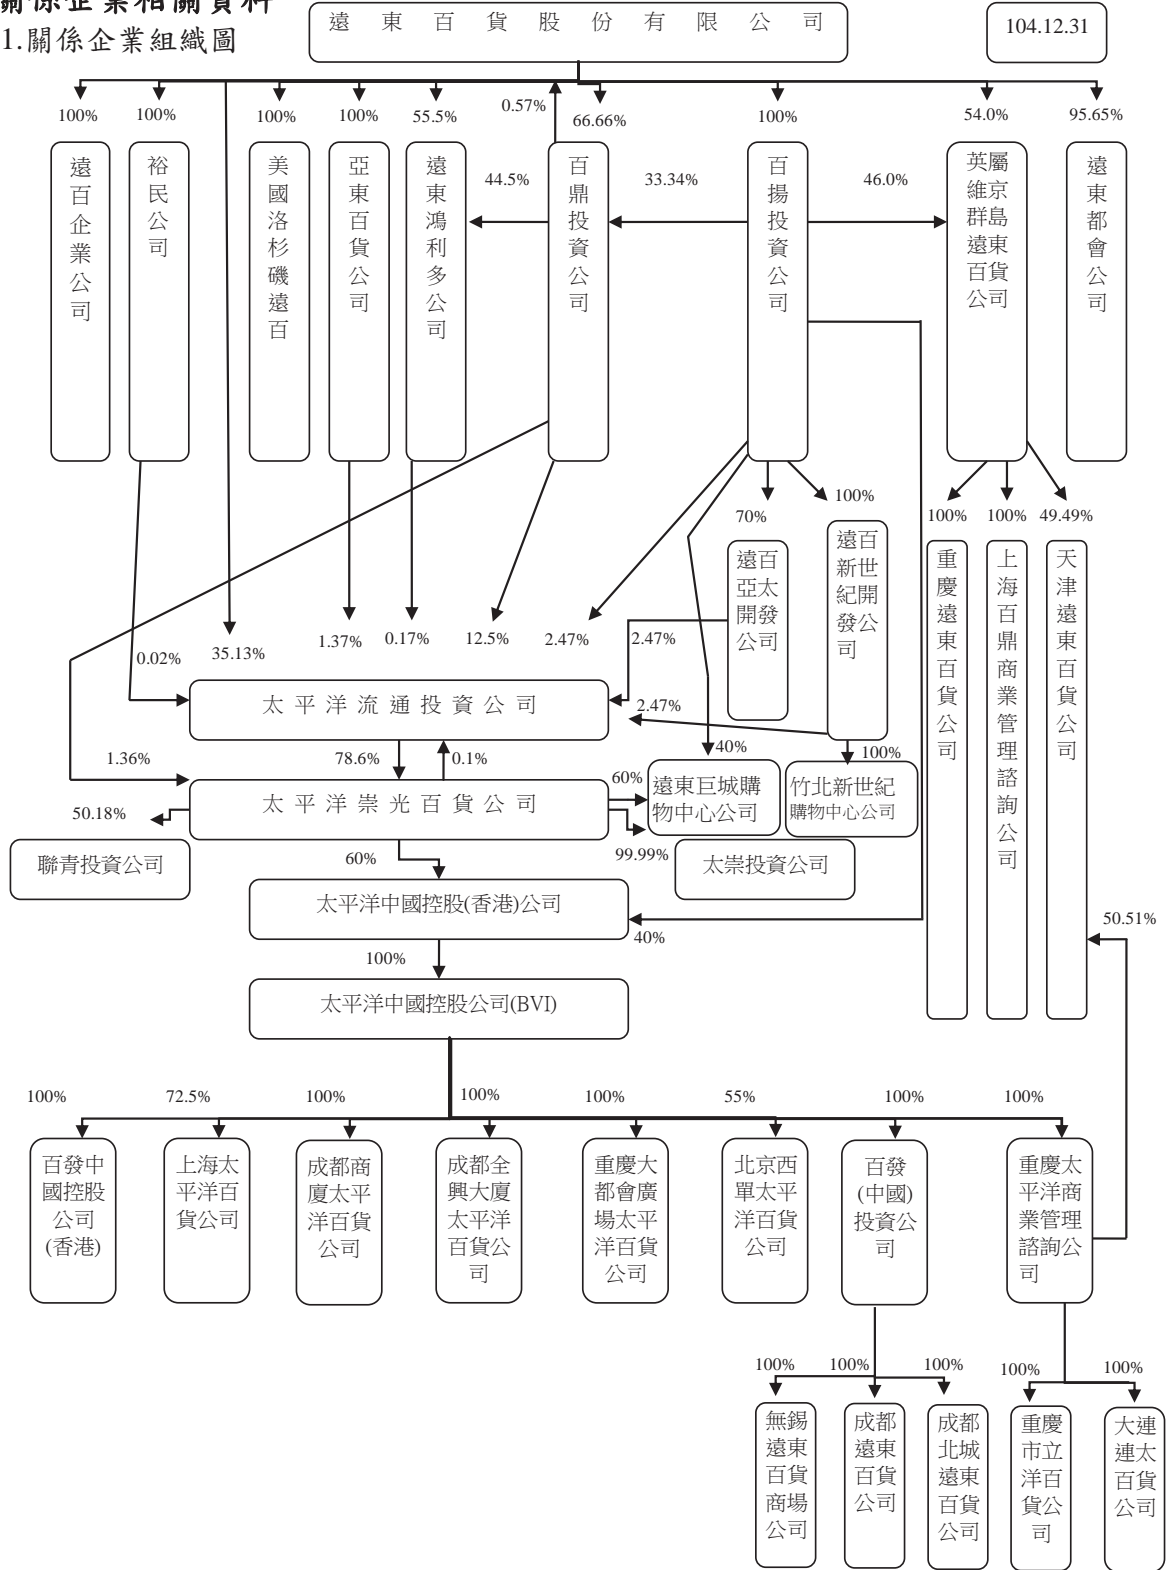 關係企業相關資料
1.關係企業組織圖
遠東百貨股份有限公司
104.12.31
100%
100%
100%
100%
55.5%
0.57%
66.66%
100%
54.0%
95.65%
遠百企業公司
裕民公司
美國洛杉磯遠百
亞東百貨公司
遠東鴻利多公司
44.5%
百鼎投資公司
33.34%
百揚投資公司
46.0%
英屬
維京
群島
遠東
百貨
公司
遠東都會公司
100%
100%
49.49%
70%
100%
遠百
亞太
開發
公司
遠百
新世
紀開
發公
司
重慶遠東百貨公司
上海百鼎商業管理諮詢公司
天津遠東百貨公司
0.02%
35.13%
1.37%
0.17%
12.5%
2.47%
2.47%
2.47%
太平洋流通投資公司
1.36%
78.6%
0.1%
40%
100%
太平洋崇光百貨公司
60%
遠東巨城購
物中心公司
竹北新世紀
購物中心公司
50.18%
99.99%
聯青投資公司
60%
太崇投資公司
太平洋中國控股(香港)公司
40%
50.51%
100%
太平洋中國控股公司(BVI)
100%
72.5%
100%
100%
100%
55%
100%
100%
百發中
國控股
公司
(香港)
上海太
平洋百
貨公司
成都商
廈太平
洋百貨
公司
成都全
興大廈
太平洋
百貨公
司
重慶大
都會廣
場太平
洋百貨
公司
北京西
單太平
洋百貨
公司
百發
(中國)
投資公
司
重慶太
平洋商
業管理
諮詢公
司
100%
100%
100%
100%
100%
無錫
遠東
百貨
商場
公司
成都
遠東
百貨
公司
成都
北城
遠東
百貨
公司
重慶
市立
洋百
貨公
司
大連
連太
百貨
公司